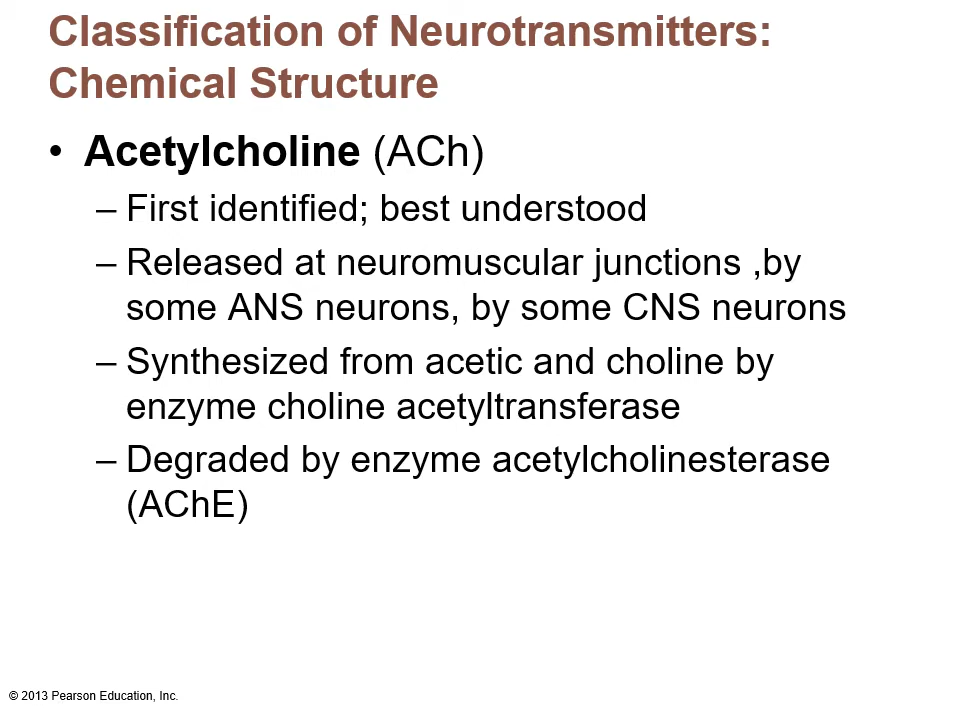 Classification of Neurotransmitters:
Chemical Structure
• Acetylcholine (ACh)
– First identified; best understood
– Released at neuromuscular junctions ,by
some ANS neurons, by some CNS neurons
– Synthesized from acetic and choline by
enzyme choline acetyltransferase
– Degraded by enzyme acetylcholinesterase
(AChE)
© 2013 Pearson Education, Inc.